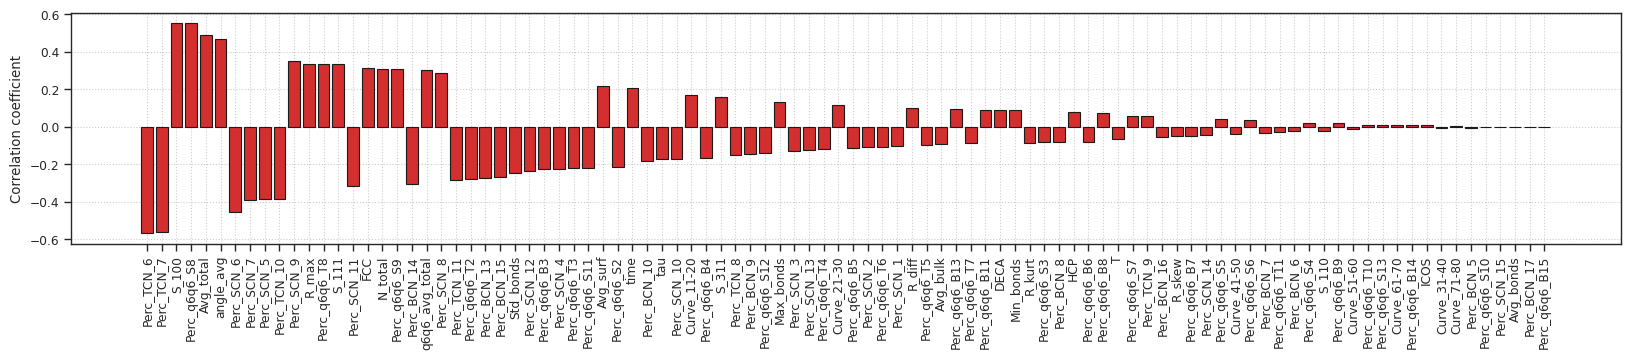 Correlation coefficient
0.6
0.4
0.2
0.0
−0.2
−0.4
−0.6
Perc_TCN_6
Perc_TCN_7
S_100
Perc_q6q6_S8
Avg_total
angle_avg
Perc_SCN_6
Perc_SCN_7
Perc_SCN_5
Perc_TCN_10
Perc_SCN_9
R_max
Perc_q6q6_T8
S_111
Perc_SCN_11
FCC
N_total
Perc_q6q6_S9
Perc_BCN_14
q6q6_avg_total
Perc_SCN_8
Perc_TCN_11
Perc_q6q6_T2
Perc_BCN_13
Perc_BCN_15
Std_bonds
Perc_SCN_12
Perc_q6q6_B3
Perc_SCN_4
Perc_q6q6_T3
Perc_q6q6_S11
Avg_surf
Perc_q6q6_S2
time
Perc_BCN_10
tau
Perc_SCN_10
Curve_11-20
Perc_q6q6_B4
S_311
Perc_TCN_8
Perc_BCN_9
Perc_q6q6_S12
Max_bonds
Perc_SCN_3
Perc_SCN_13
Perc_q6q6_T4
Curve_21-30
Perc_q6q6_B5
Perc_SCN_2
Perc_q6q6_T6
Perc_SCN_1
R_diff
Perc_q6q6_T5
Avg_bulk
Perc_q6q6_B13
Perc_q6q6_T7
Perc_q6q6_B11
DECA
Min_bonds
R_kurt
Perc_q6q6_S3
Perc_BCN_8
HCP
Perc_q6q6_B6
Perc_q6q6_B8
T
Perc_q6q6_S7
Perc_TCN_9
Perc_BCN_16
R_skew
Perc_q6q6_B7
Perc_SCN_14
Perc_q6q6_S5
Curve_41-50
Perc_q6q6_S6
Perc_BCN_7
Perc_q6q6_T11
Perc_BCN_6
Perc_q6q6_S4
S_110
Perc_q6q6_B9
Curve_51-60
Perc_q6q6_T10
Perc_q6q6_S13
Curve_61-70
Perc_q6q6_B14
ICOS
Curve_31-40
Curve_71-80
Perc_BCN_5
Perc_q6q6_S10
Perc_SCN_15
Avg_bonds
Perc_BCN_17
Perc_q6q6_B15